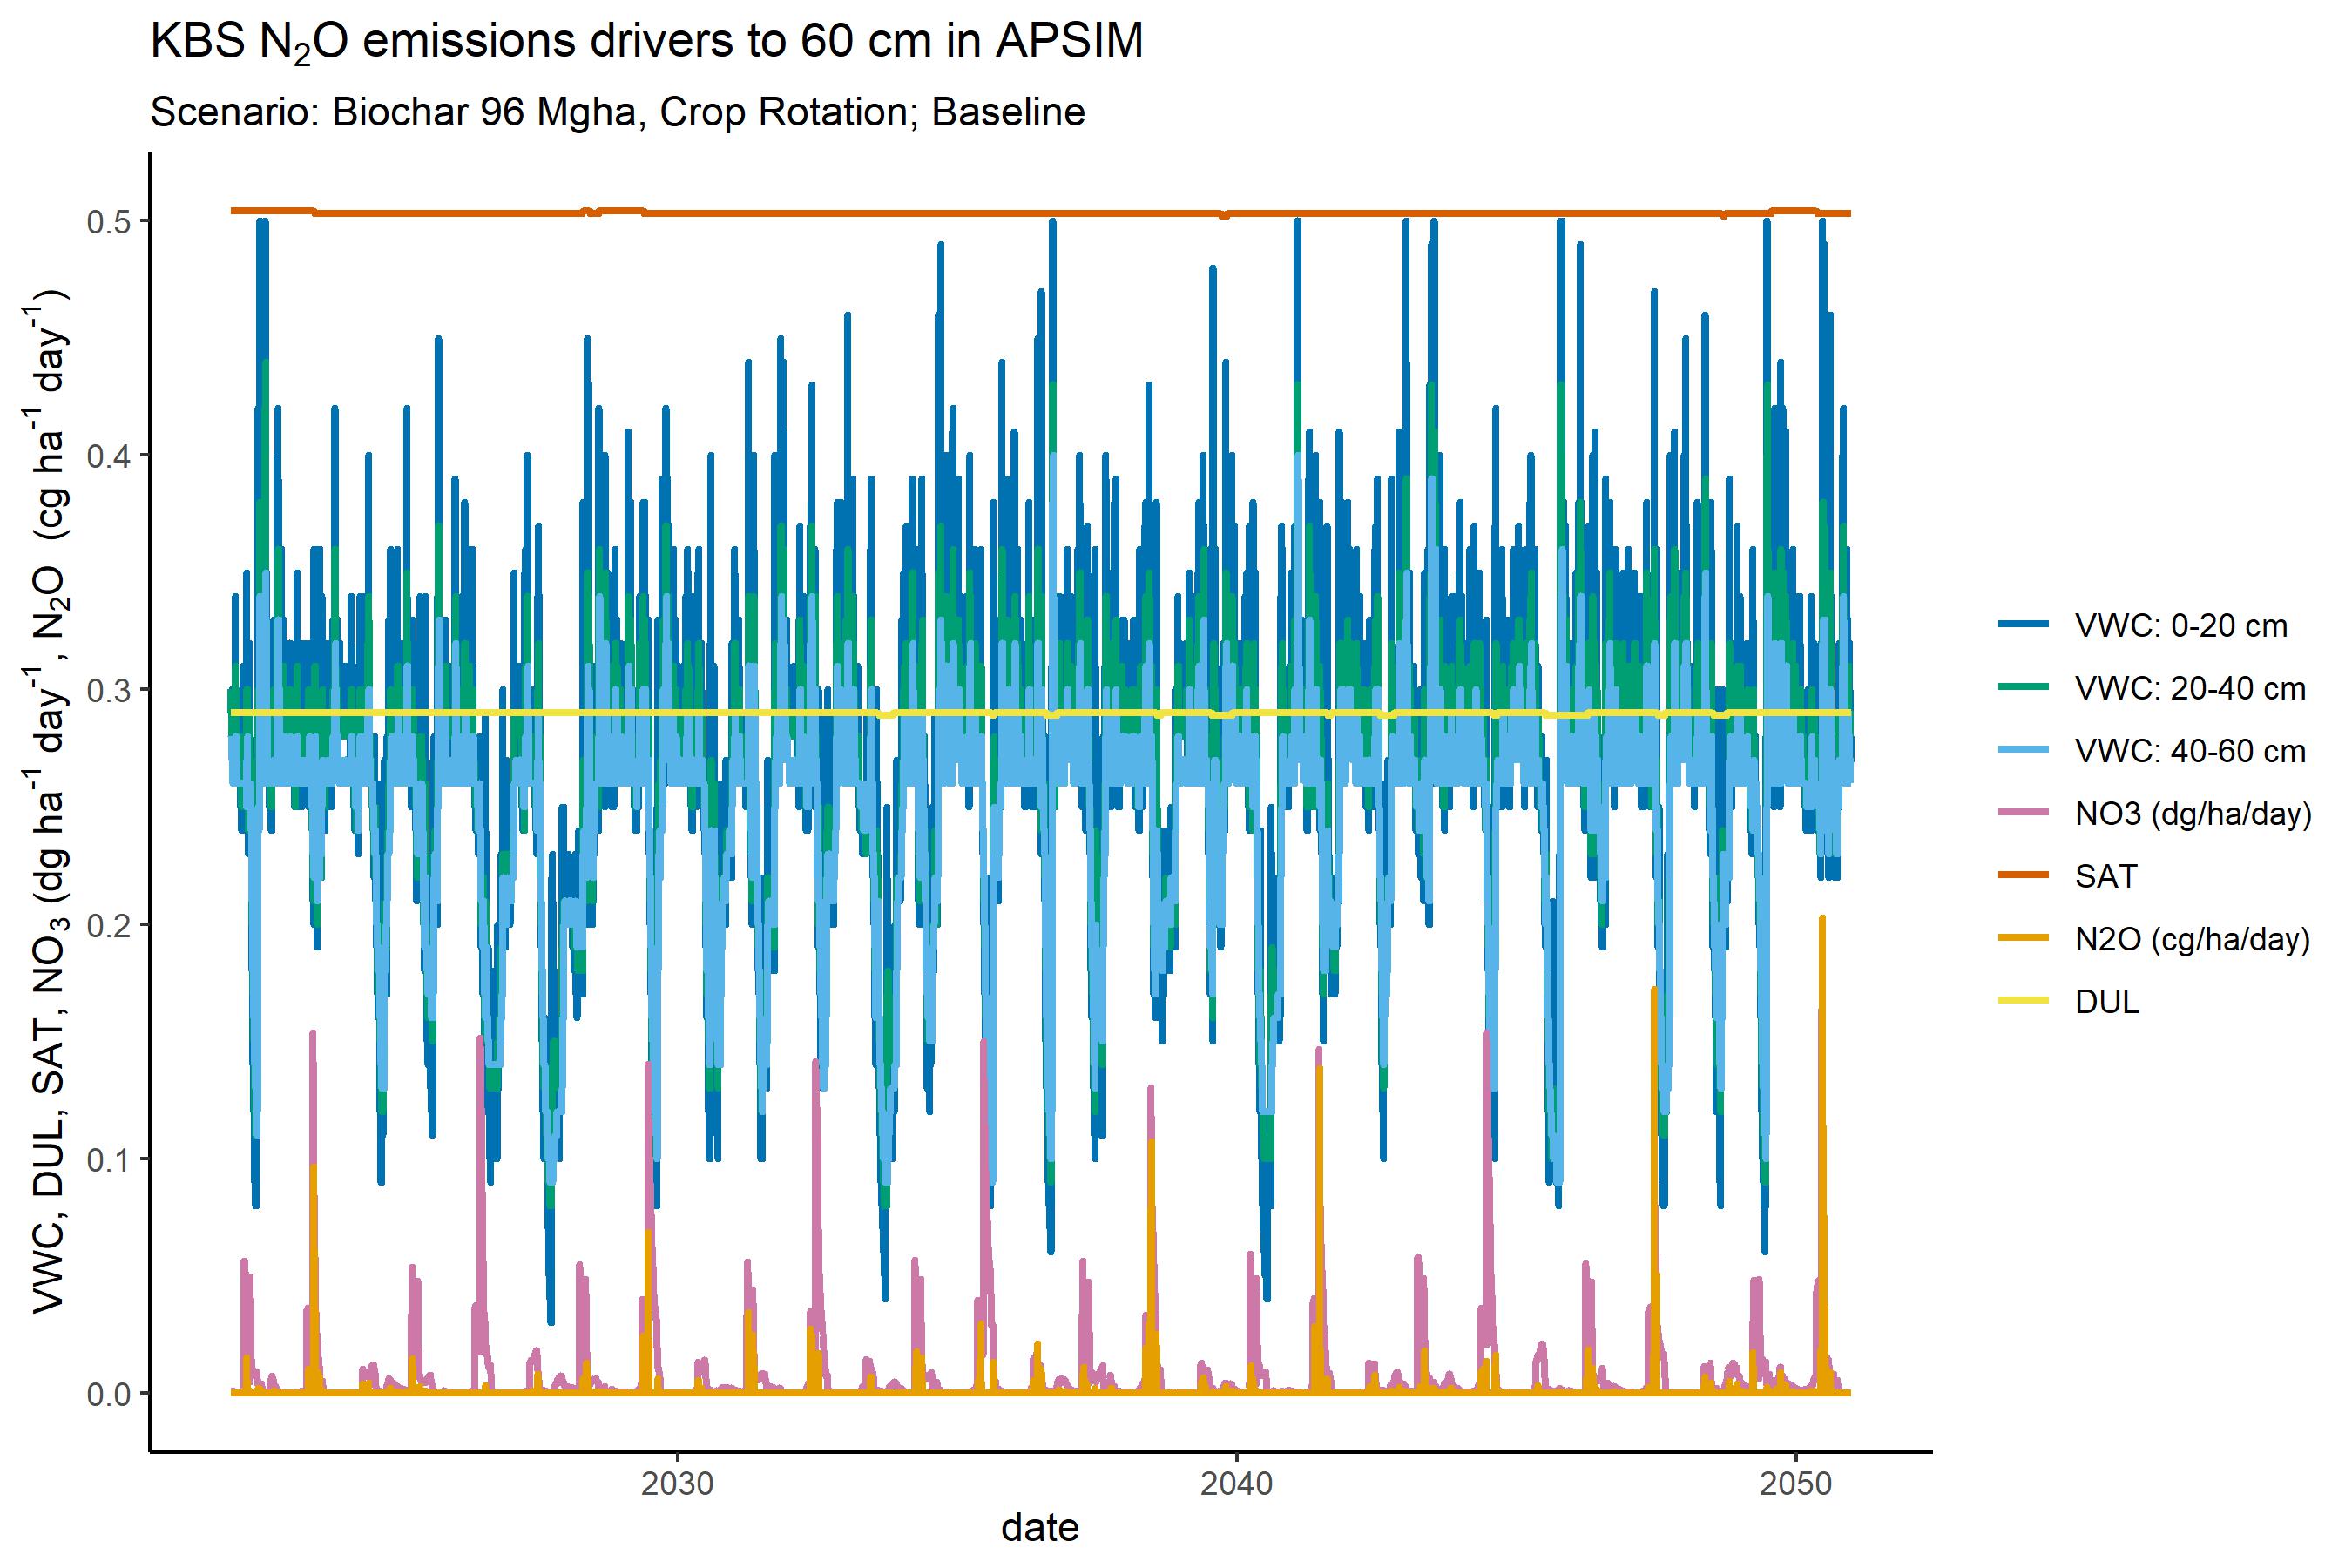 KBS N₂O emissions drivers to 60 cm in APSIM
Scenario: Biochar 96 Mgha, Crop Rotation; Baseline
VWC, DUL, SAT, NO₃ (dg ha⁻¹ day⁻¹, N₂O (cg ha⁻¹ day⁻¹)
0.5
0.4
0.3
0.2
0.1
0.0
2030
2040
2050
date
VWC: 0-20 cm
VWC: 20-40 cm
VWC: 40-60 cm
NO3 (dg/ha/day)
SAT
N2O (cg/ha/day)
DUL